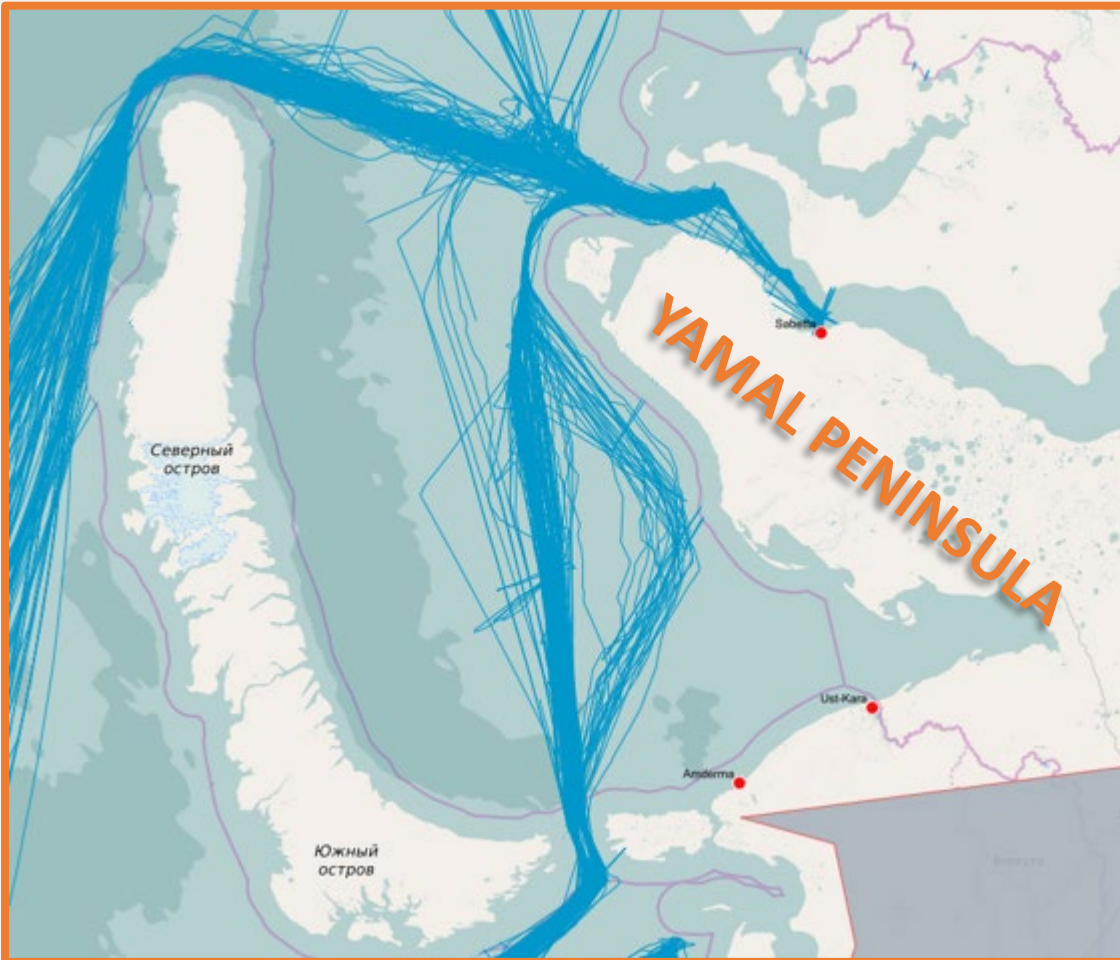 Sabetta
YAMAL PENINSULA
Северный
остров
Ust-Kara
Amderma
Южный
остров